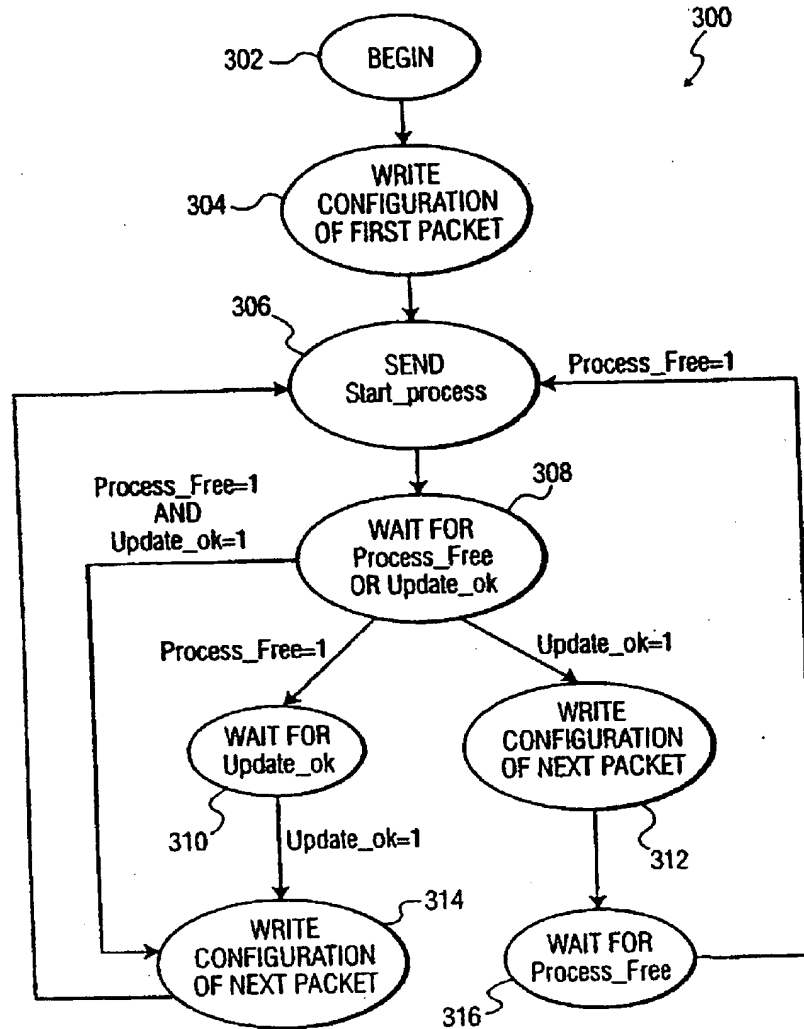 300
302
BEGIN
304
WRITE
CONFIGURATION
OF FIRST PACKET
306
SEND
Start_process
Process_Free=1
Process_Free=1
AND
Update_ok=1
308
WAIT FOR
Process_Free
OR Update_ok
Process_Free=1
Update_ok=1
WAIT FOR
Update_ok
310
WRITE
CONFIGURATION
OF NEXT PACKET
312
Update_ok=1
314
WRITE
CONFIGURATION
OF NEXT PACKET
WAIT FOR
Process_Free
316